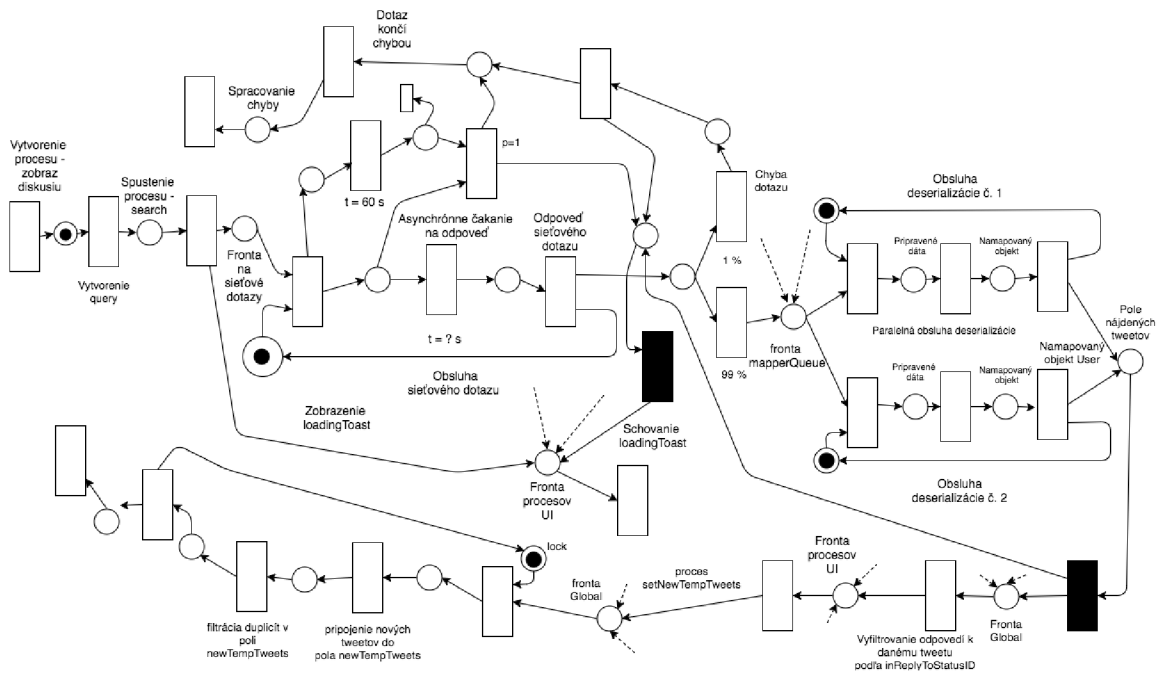 Dotaz
končí
chybou
Spracovanie
chyby
Vytvorenie
procesu -
zobraz
diskusiu
Spustenie
procesu -
search
Vytvorenie
query
Fronta
na
sieťové
dotazy
t = 60 s
p=1
Asynchrónne čakanie
na odpoveď
t = ? s
Odpoveď
sieťového
dotazu
Obsluha
sieťového dotazu
Chyba
dotazu
1 %
99 %
fronta
mapperQueue
Obsluha
deserializácie č. 1
Pripravené
dáta
Namapovaný
objekt
Paralelná obsluha deserializácie
Pripravené
dáta
Namapovaný
objekt
Namapovaný
objekt User
Pole
nájdených
tweetov
Obsluha
deserializácie č. 2
Zobrazenie
loadingToast
Schovanie
loadingToast
Fronta
procesov
UI
lock
fronta
Global
proces
setNewTempTweets
Fronta
procesov
UI
Fronta
Global
Vyfiltrovanie odpovedí k
danému tweetu
podľa inReplyToStatusID
filtrácia duplicít v
poli
newTempTweets
pripojenie nových
tweetov do
pola newTempTweets